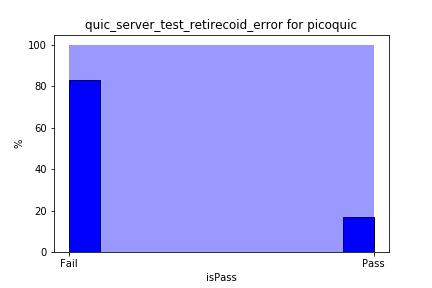 quic_server_test_retirecoid_error for picoquic
100
80
60
40
20
0
%
Fail Pass
isPass